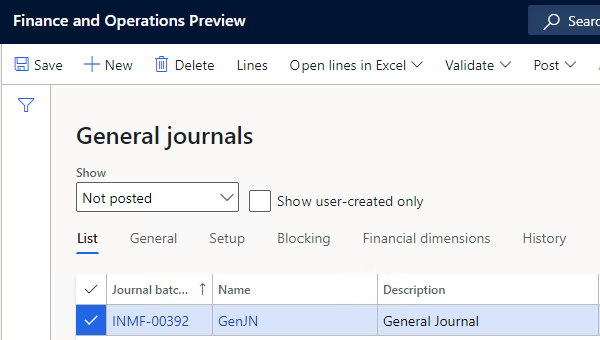 Finance and Operations Preview
Search
Save New Delete Lines Open lines in Excel Validate Post
General journals
Show
Not posted Show user-created only
List General Setup Blocking Financial dimensions History
Journal batc... Name Description
INMF-00392 GenJN General Journal